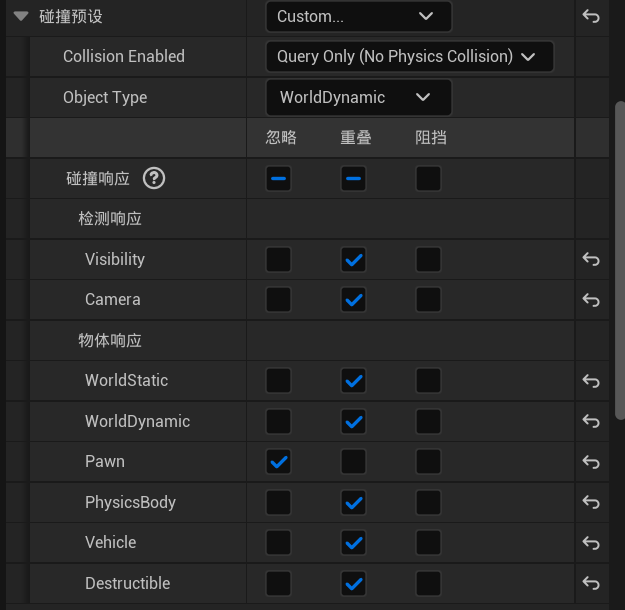 碰撞预设 Custom...
Collision Enabled Query Only (No Physics Collision)
Object Type WorldDynamic
忽略 重叠 阻挡
碰撞响应 ?
检测响应
Visibility
Camera
物体响应
WorldStatic
WorldDynamic
Pawn
PhysicsBody
Vehicle
Destructible